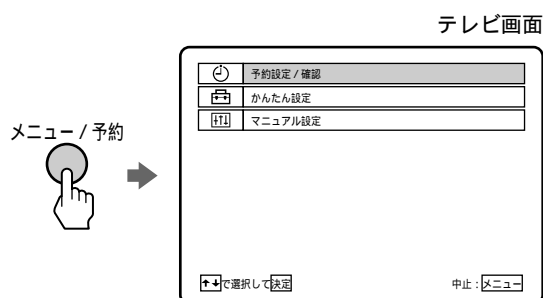 テレビ画面
予約設定 / 確認
かんたん設定
マニュアル設定
メニュー / 予約
↑↓で選択して決定
中止 : メニュー